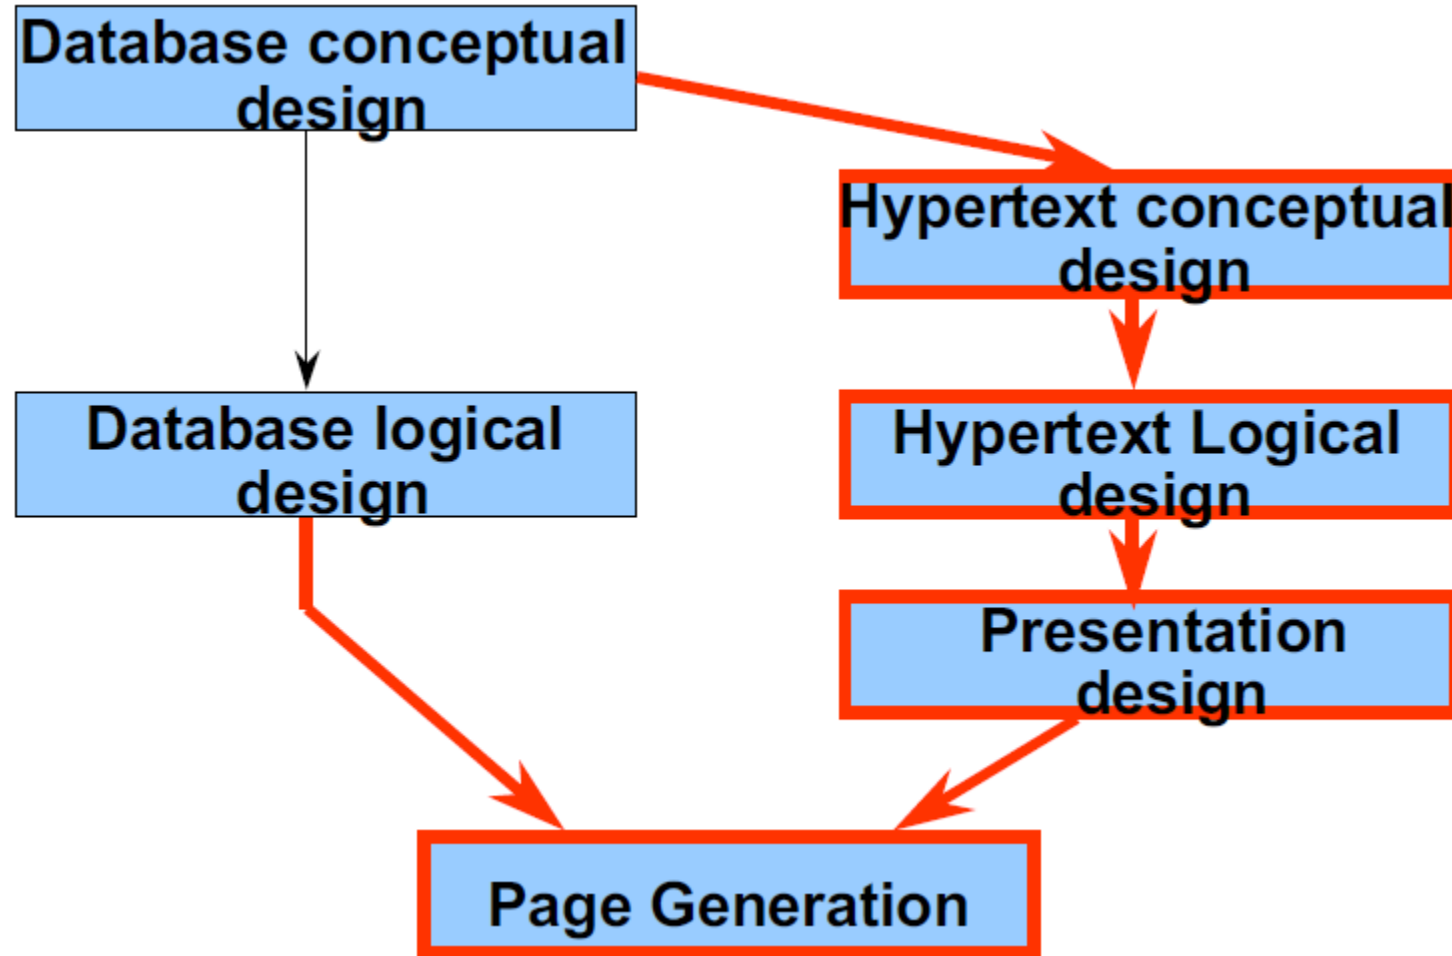 Database conceptual
design
Hypertext conceptual
design
Database logical
design
Hypertext Logical
design
Presentation
design
Page Generation